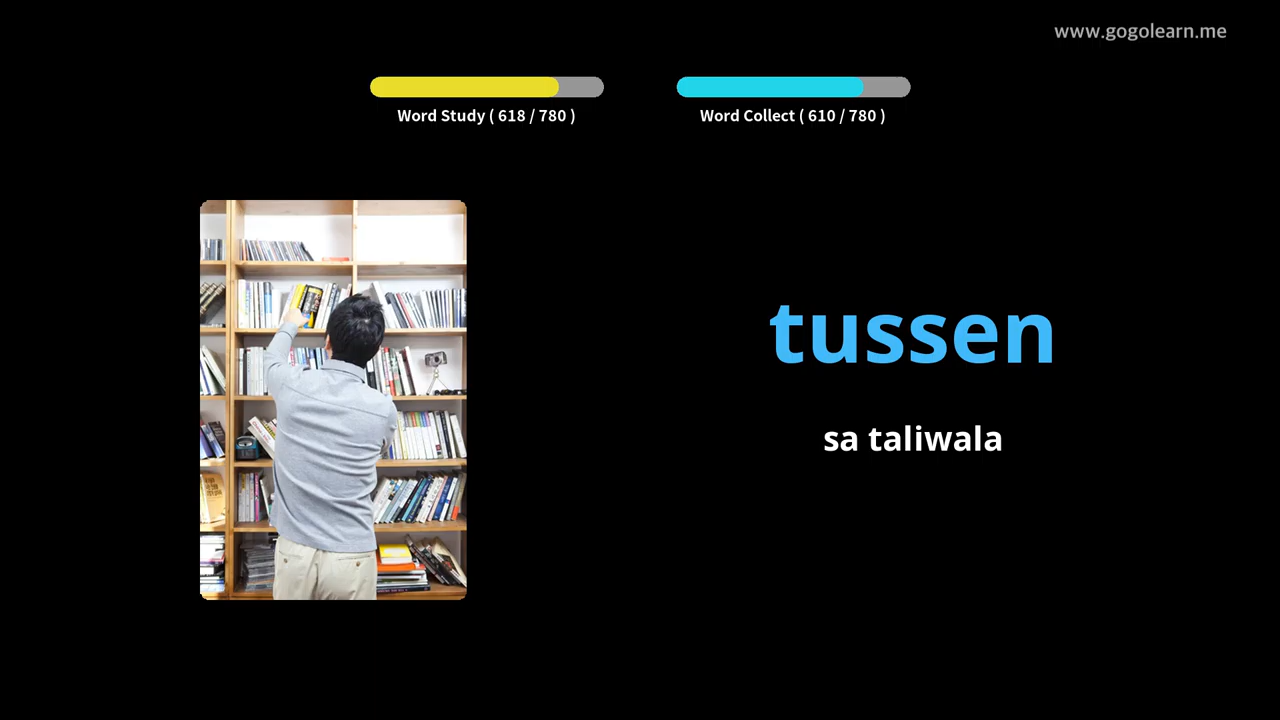 www.gogolearn.me
Word Study ( 618 / 780 )
Word Collect ( 610 / 780 )
tussen
sa taliwala